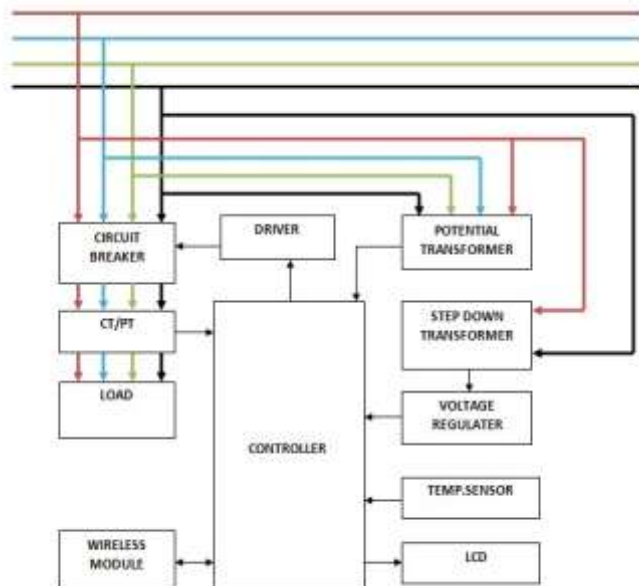 CIRCUIT
BREAKER
DRIVER
POTENTIAL
TRANSFORMER
CT/PT
STEP DOWN
TRANSFORMER
LOAD
VOLTAGE
REGULATER
CONTROLLER
TEMP.SENSOR
WIRELESS
MODULE
LCD